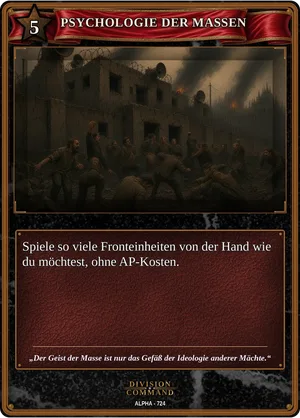 5
PSYCHOLOGIE DER MASSEN
Spiele so viele Fronteinheiten von der Hand wie
du möchtest, ohne AP-Kosten.
„Der Geist der Masse ist nur das Gefäß der Ideologie anderer Mächte.“
DIVISION
COMMAND
ALPHA - 724